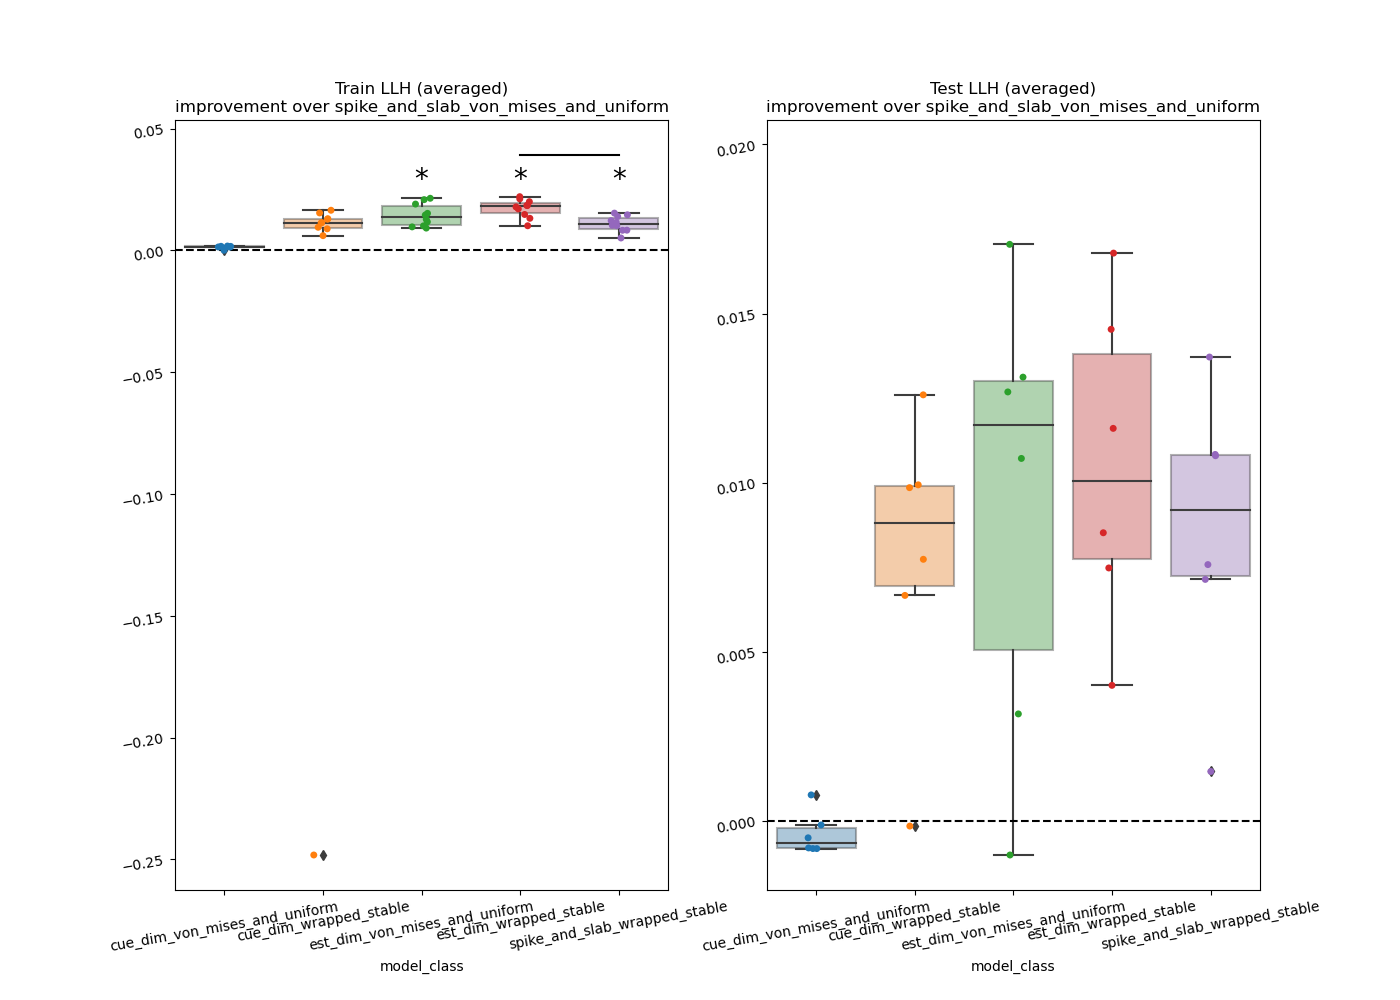 Train LLH (averaged)
improvement over spike_and_slab_von_mises_and_uniform
0.05
0.00
−0.05
−0.10
−0.15
−0.20
−0.25
*
*
*
cue_dim_von_mises_and_uniform
cue_dim_wrapped_stable
est_dim_von_mises_and_uniform
est_dim_wrapped_stable
spike_and_slab_wrapped_stable
model_class
Test LLH (averaged)
improvement over spike_and_slab_von_mises_and_uniform
0.020
0.015
0.010
0.005
0.000
cue_dim_von_mises_and_uniform
cue_dim_wrapped_stable
est_dim_von_mises_and_uniform
est_dim_wrapped_stable
spike_and_slab_wrapped_stable
model_class